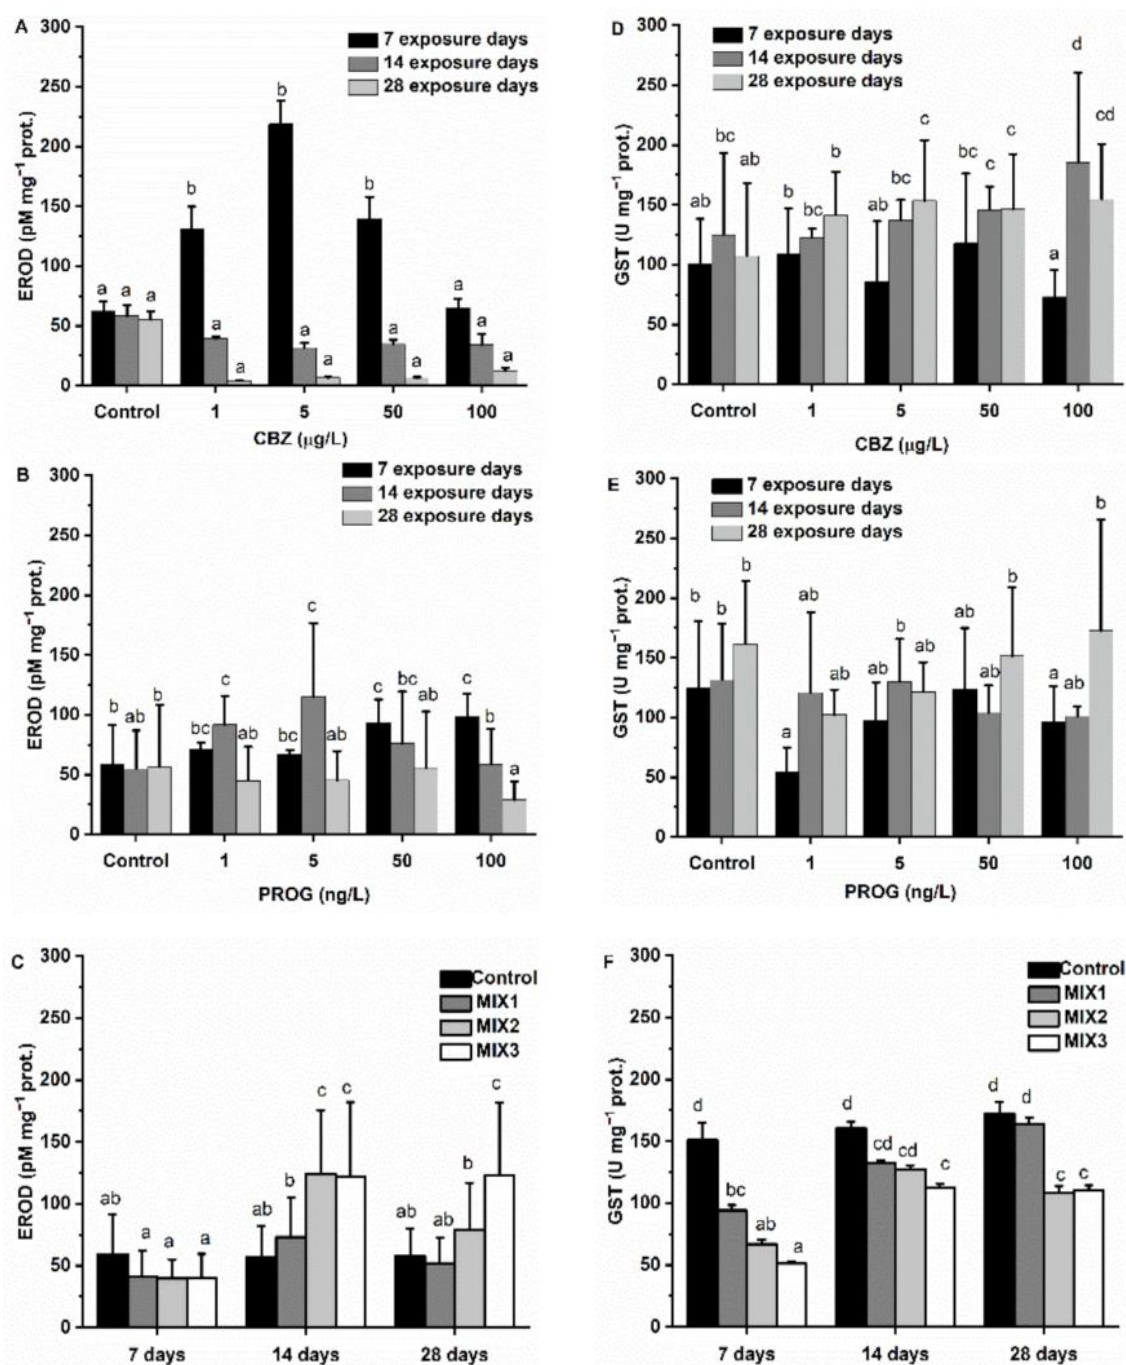 A
300
250
200
150
100
50
0
EROD (pM mg⁻¹ prot.)
7 exposure days
14 exposure days
28 exposure days
a a a
b a a
b a a
b a a
a a a
Control 1 5 50 100
CBZ (µg/L)
D
300
250
200
150
100
50
0
GST (U mg⁻¹ prot.)
7 exposure days
14 exposure days
28 exposure days
ab bc ab
b bc b
ab bc c
bc c c
a d cd
Control 1 5 50 100
CBZ (µg/L)
B
300
250
200
150
100
50
0
EROD (pM mg⁻¹ prot.)
7 exposure days
14 exposure days
28 exposure days
b ab b
bc c ab
bc c ab
c bc ab
c b a
Control 1 5 50 100
PROG (ng/L)
E
300
250
200
150
100
50
0
GST (U mg⁻¹ prot.)
7 exposure days
14 exposure days
28 exposure days
b b b
a ab ab
ab b ab
ab ab b
a ab b
Control 1 5 50 100
PROG (ng/L)
C
300
250
200
150
100
50
0
EROD (pM mg⁻¹ prot.)
Control
MIX1
MIX2
MIX3
ab a a a
ab b c c
ab ab b c
7 days 14 days 28 days
F
300
250
200
150
100
50
0
GST (U mg⁻¹ prot.)
Control
MIX1
MIX2
MIX3
d bc ab a
d cd cd c
d d c c
7 days 14 days 28 days